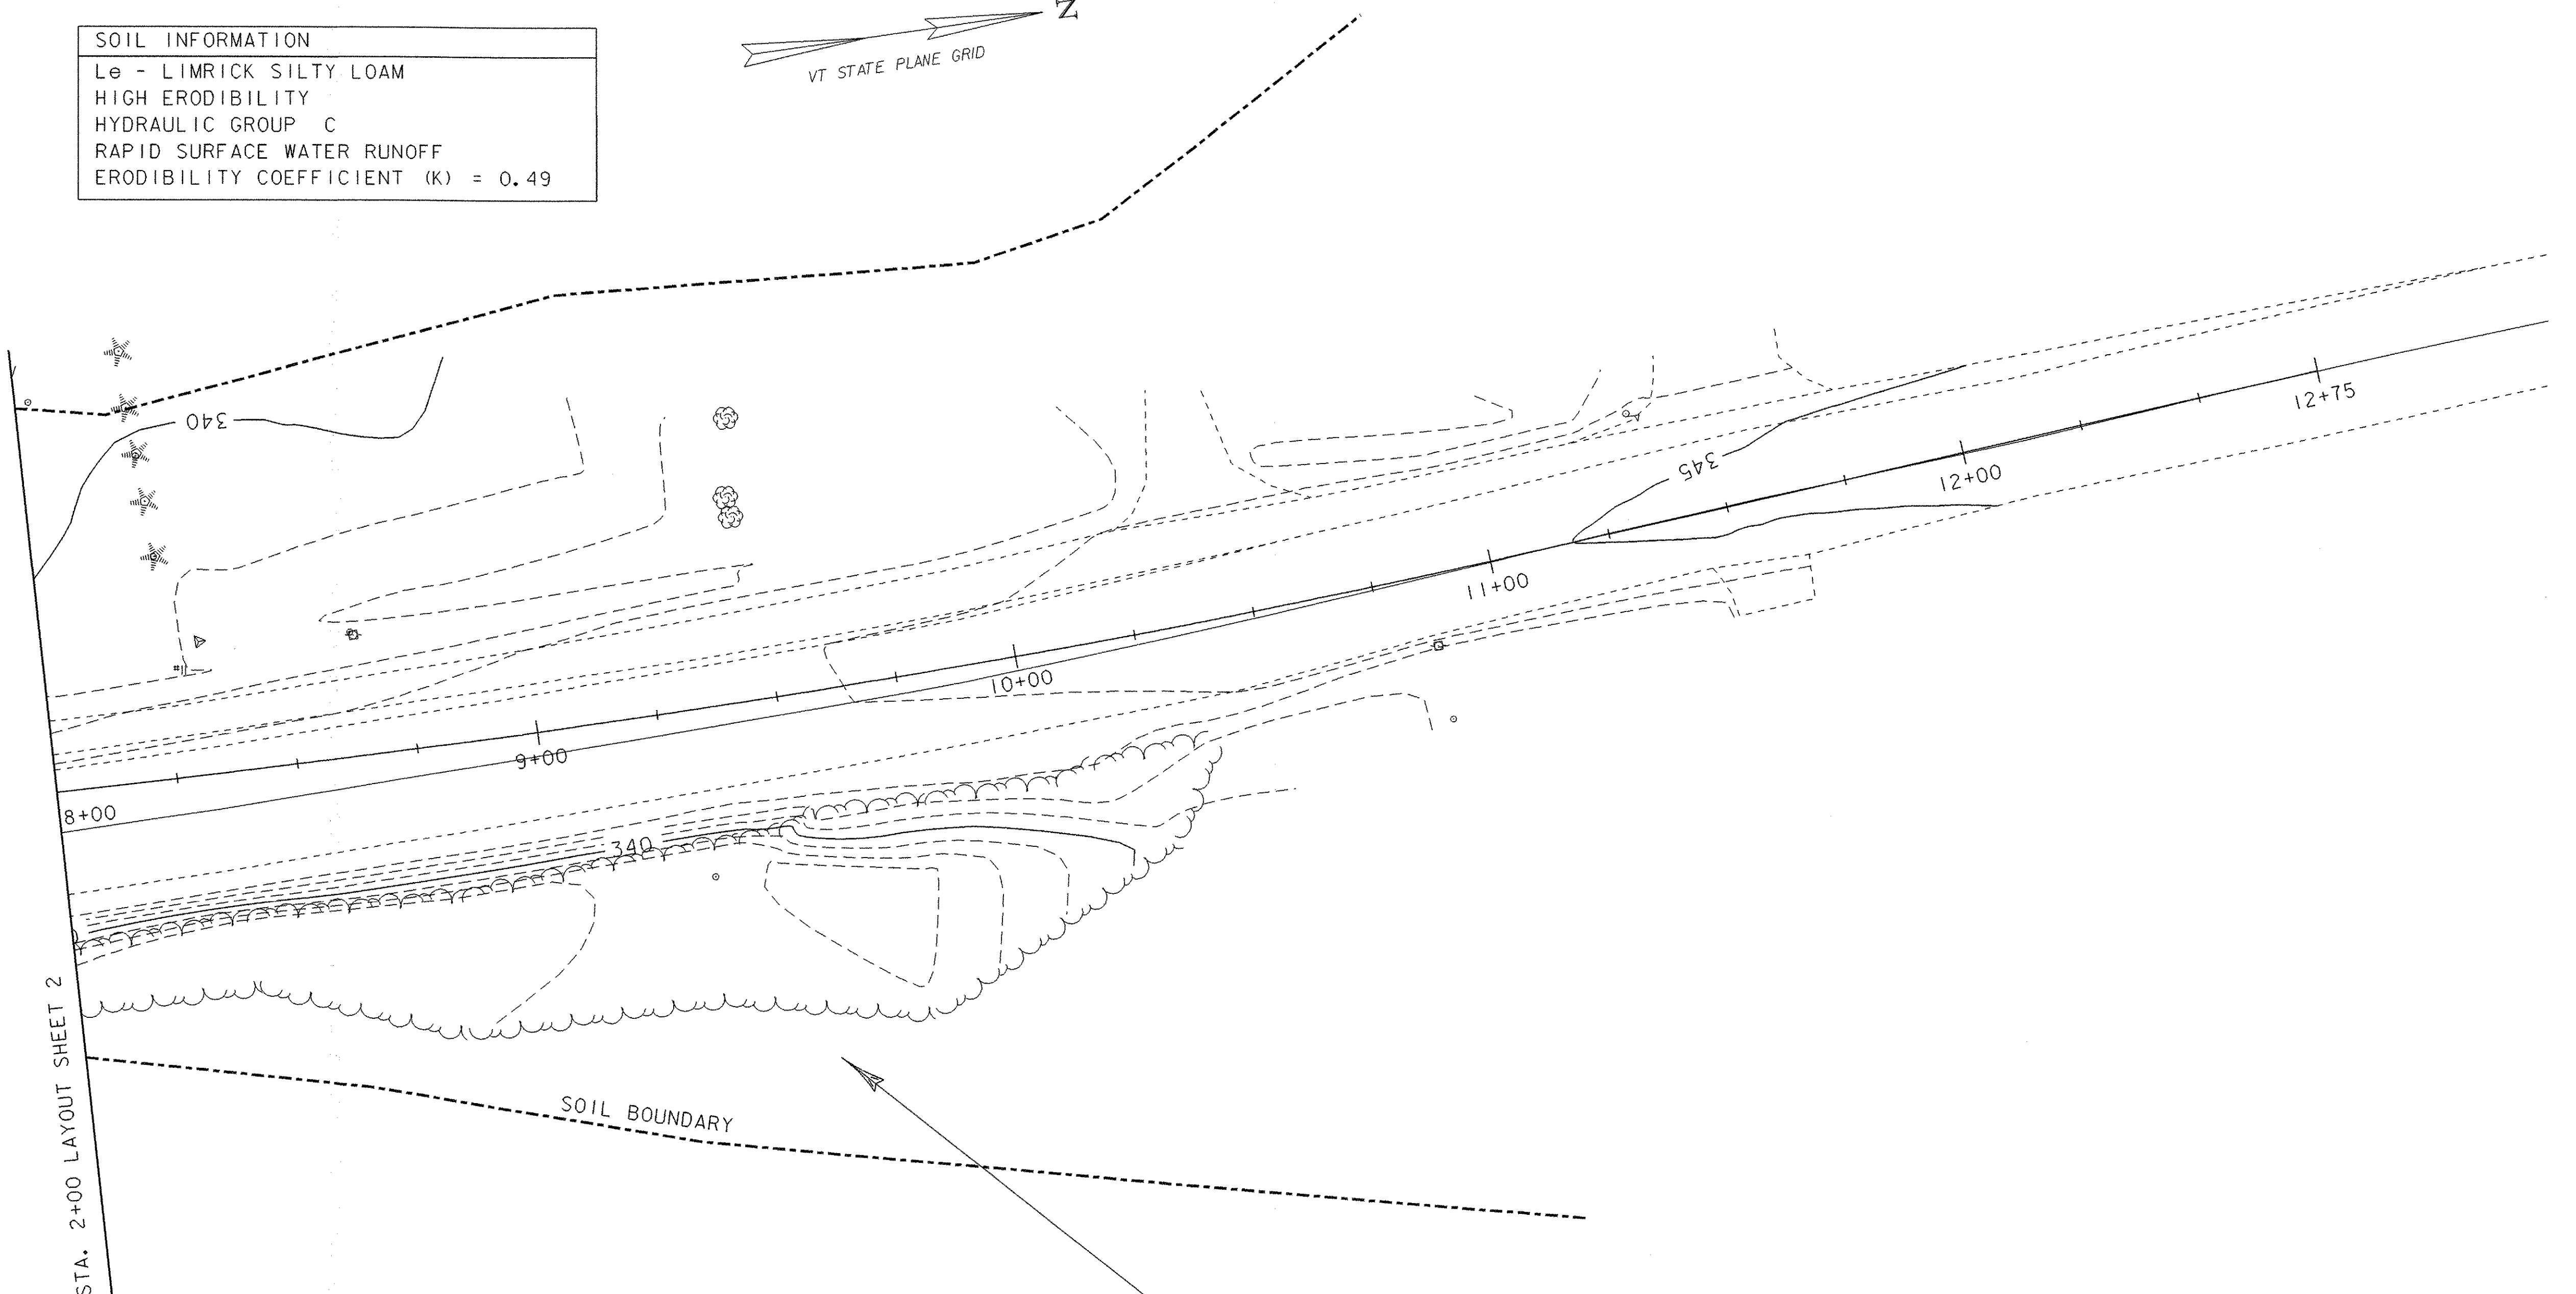 SOIL INFORMATION
Le - LIMRICK SILTY LOAM
HIGH ERODIBILITY
HYDRAULIC GROUP C
RAPID SURFACE WATER RUNOFF
ERODIBILITY COEFFICIENT (K) = 0.49
N
VT STATE PLANE GRID
340
345
12+75
12+00
11+00
10+00
9+00
8+00
340
SOIL BOUNDARY
STA. 2+00 LAYOUT SHEET 2